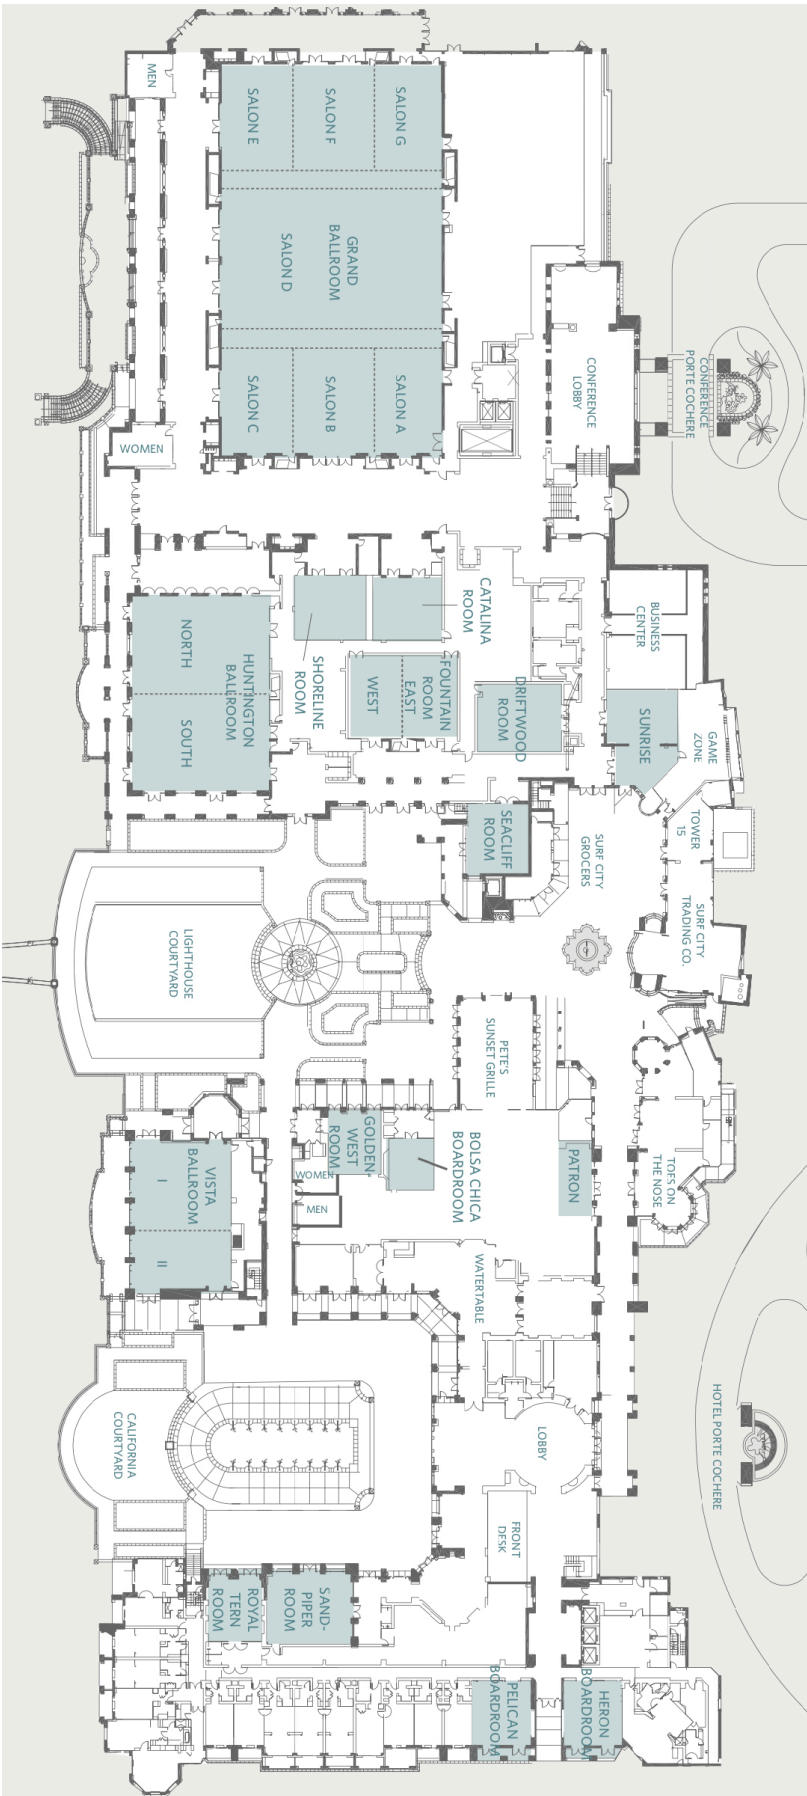 MEN
SALON E
SALON F
SALON G
GRAND
BALLROOM
SALON D
SALON C
SALON B
SALON A
CONFERENCE
LOBBY
CONFERENCE
PORTE COCHERE
WOMEN
NORTH
HUNTINGTON
BALLROOM
SOUTH
SHORELINE
ROOM
CATALINA
ROOM
FOUNTAIN
ROOM
EAST
WEST
DRIFTWOOD
ROOM
BUSINESS
CENTER
SUNRISE
GAME
ZONE
SEACLIFF
ROOM
SURF CITY
GROCERS
TOWER
15
SURF CITY
TRADING CO.
LIGHTHOUSE
COURTYARD
PETE'S
SUNSET GRILLE
GOLDEN-
WEST
ROOM
BOLSA CHICA
BOARDROOM
PATRON
TOES ON
THE NOSE
WOMEN
MEN
VISTA
BALLROOM
I
II
WATERTABLE
CALIFORNIA
COURTYARD
LOBBY
HOTEL PORTE COCHERE
FRONT
DESK
ROYAL
TERN
ROOM
SAND-
PIPER
ROOM
PELICAN
BOARDROOM
HERON
BOARDROOM